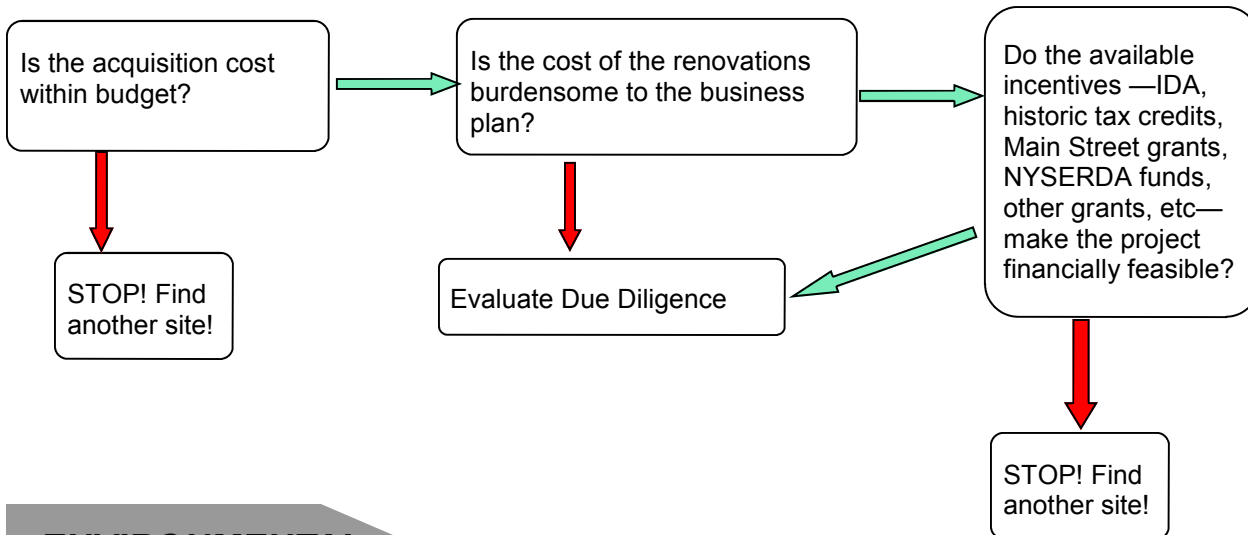 Is the acquisition cost
within budget?
Is the cost of the renovations
burdensome to the business
plan?
Do the available
incentives —IDA,
historic tax credits,
Main Street grants,
NYSERDA funds,
other grants, etc—
make the project
financially feasible?
STOP! Find
another site!
Evaluate Due Diligence
STOP! Find
another site!